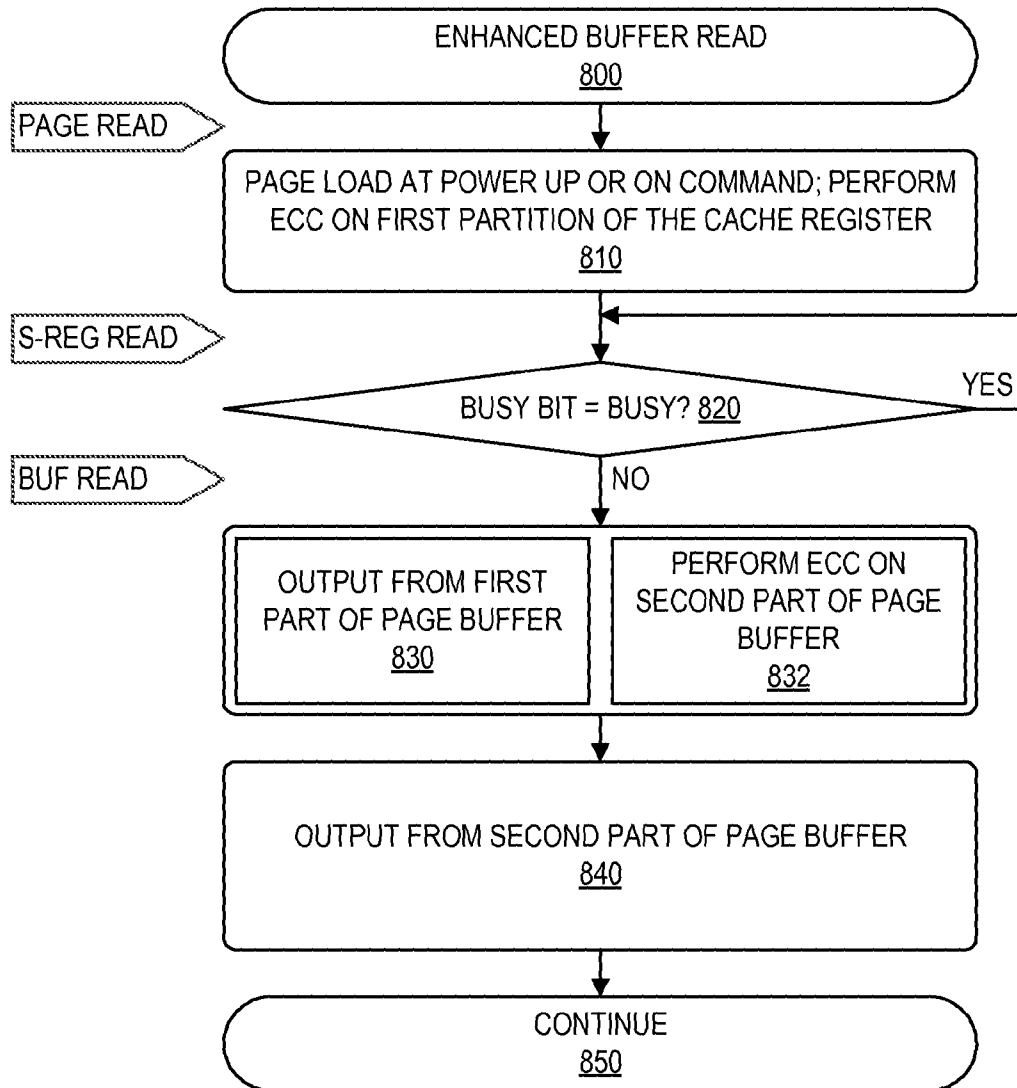 ENHANCED BUFFER READ
800
PAGE READ
PAGE LOAD AT POWER UP OR ON COMMAND; PERFORM
ECC ON FIRST PARTITION OF THE CACHE REGISTER
810
S-REG READ
YES
BUSY BIT = BUSY? 820
BUF READ
NO
OUTPUT FROM FIRST
PART OF PAGE BUFFER
830
PERFORM ECC ON
SECOND PART OF PAGE
BUFFER
832
OUTPUT FROM SECOND PART OF PAGE BUFFER
840
CONTINUE
850